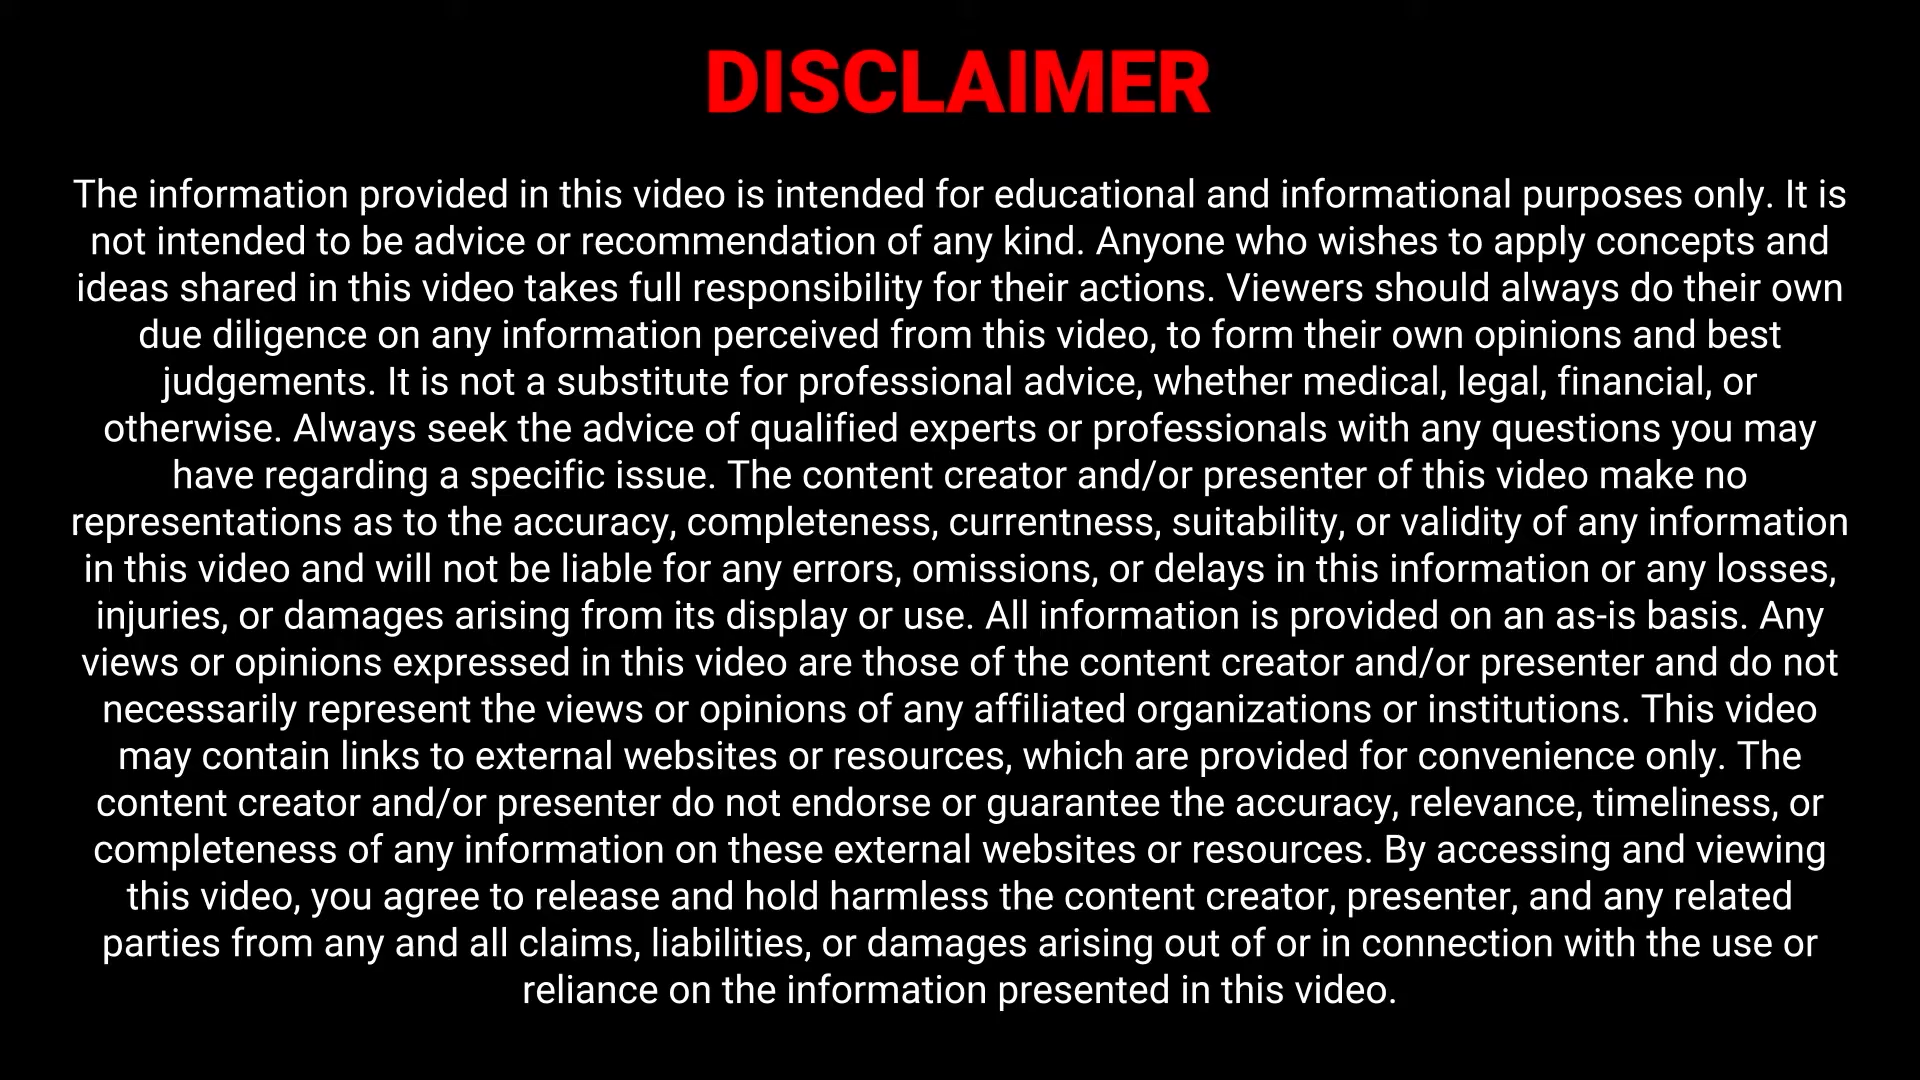 DISCLAIMER
The information provided in this video is intended for educational and informational purposes only. It is
not intended to be advice or recommendation of any kind. Anyone who wishes to apply concepts and
ideas shared in this video takes full responsibility for their actions. Viewers should always do their own
due diligence on any information perceived from this video, to form their own opinions and best
judgements. It is not a substitute for professional advice, whether medical, legal, financial, or
otherwise. Always seek the advice of qualified experts or professionals with any questions you may
have regarding a specific issue. The content creator and/or presenter of this video make no
representations as to the accuracy, completeness, currentness, suitability, or validity of any information
in this video and will not be liable for any errors, omissions, or delays in this information or any losses,
injuries, or damages arising from its display or use. All information is provided on an as-is basis. Any
views or opinions expressed in this video are those of the content creator and/or presenter and do not
necessarily represent the views or opinions of any affiliated organizations or institutions. This video
may contain links to external websites or resources, which are provided for convenience only. The
content creator and/or presenter do not endorse or guarantee the accuracy, relevance, timeliness, or
completeness of any information on these external websites or resources. By accessing and viewing
this video, you agree to release and hold harmless the content creator, presenter, and any related
parties from any and all claims, liabilities, or damages arising out of or in connection with the use or
reliance on the information presented in this video.